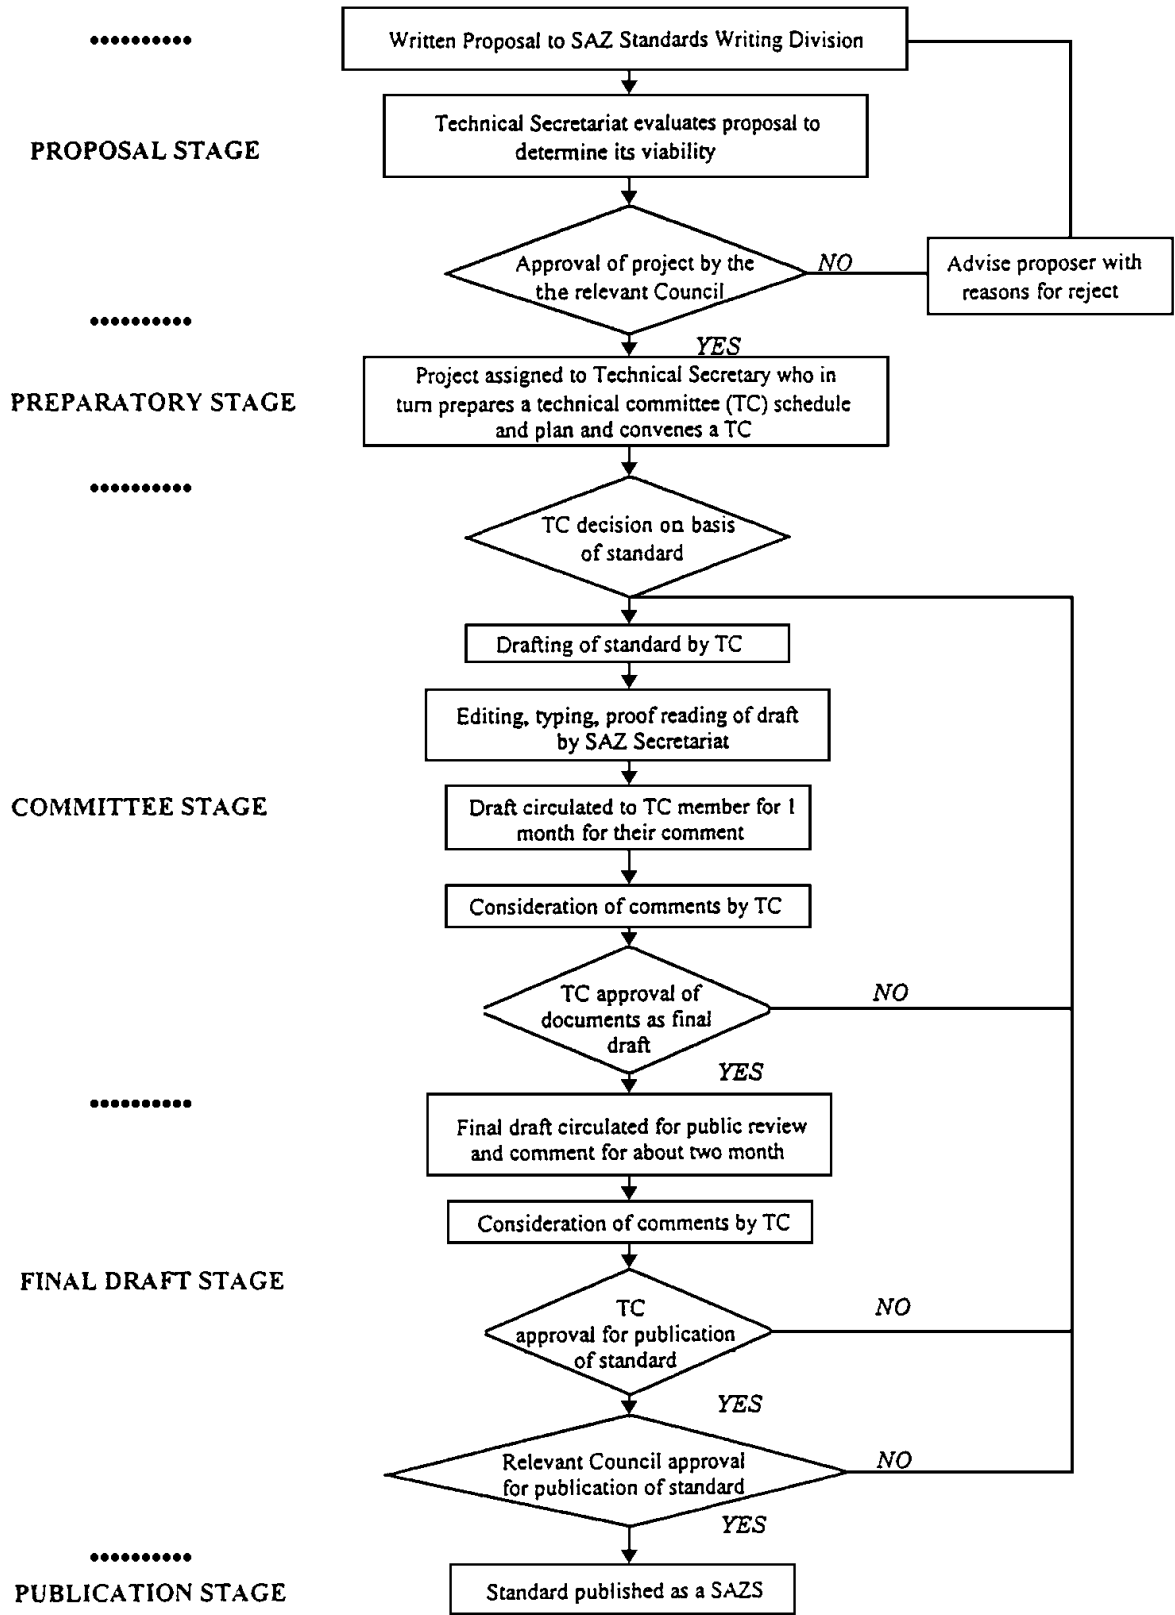 Written Proposal to SAZ Standards Writing Division
PROPOSAL STAGE
Technical Secretariat evaluates proposal to
determine its viability
Approval of project by the
the relevant Council
NO
Advise proposer with
reasons for reject
YES
PREPARATORY STAGE
Project assigned to Technical Secretary who in
turn prepares a technical committee (TC) schedule
and plan and convenes a TC
TC decision on basis
of standard
Drafting of standard by TC
Editing, typing, proof reading of draft
by SAZ Secretariat
COMMITTEE STAGE
Draft circulated to TC member for 1
month for their comment
Consideration of comments by TC
TC approval of
documents as final
draft
NO
YES
Final draft circulated for public review
and comment for about two month
Consideration of comments by TC
FINAL DRAFT STAGE
TC
approval for publication
of standard
NO
YES
Relevant Council approval
for publication of standard
NO
YES
PUBLICATION STAGE
Standard published as a SAZS